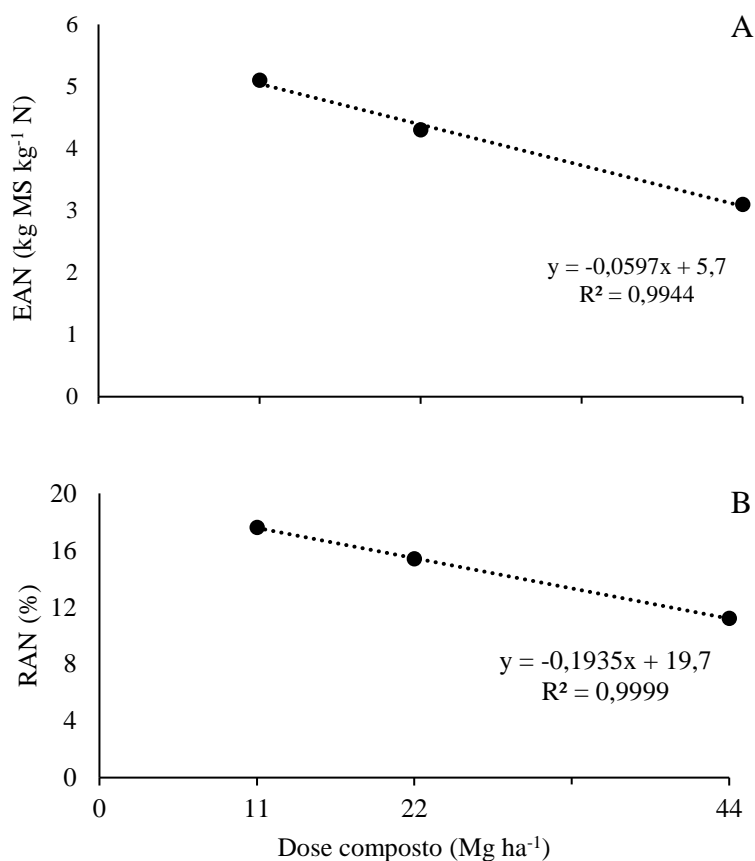 A
6
5
4
3
2
1
0
EAN (kg MS kg⁻¹ N)
y = -0,0597x + 5,7
R² = 0,9944
B
20
16
12
8
4
0
RAN (%)
y = -0,1935x + 19,7
R² = 0,9999
0 11 22 44
Dose composto (Mg ha⁻¹)